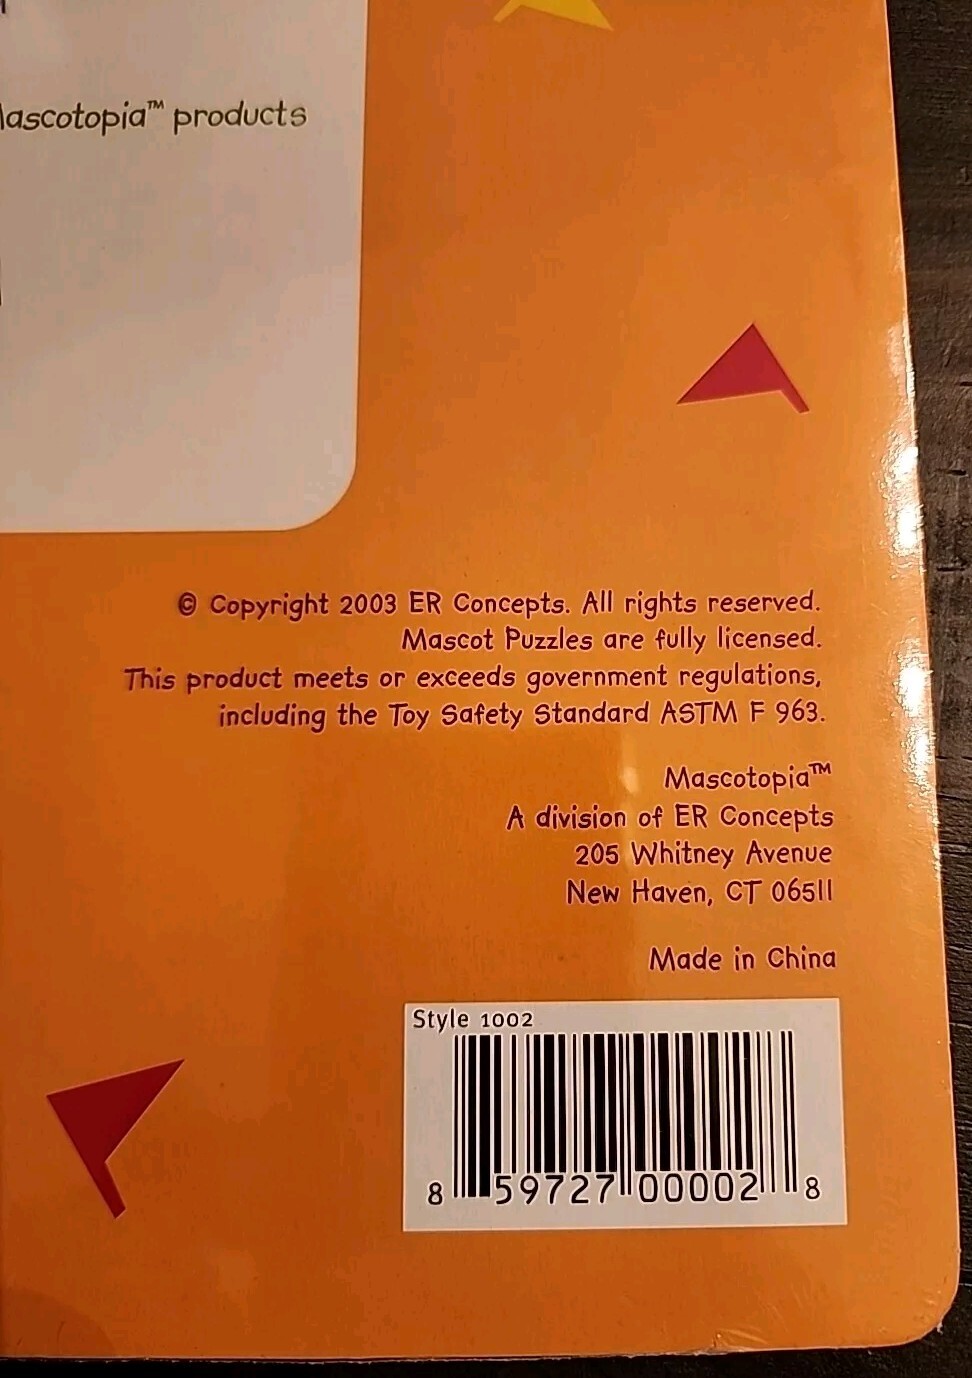 products
© Copyright 2003 ER Concepts. All rights reserved.
Mascot Puzzles are fully licensed.
This product meets or exceeds government regulations,
including the Toy Safety Standard ASTM F 963.
Mascotopia™
A division of ER Concepts
205 Whitney Avenue
New Haven, CT 06511
Made in China
Style 1002
8 59727 00002 8